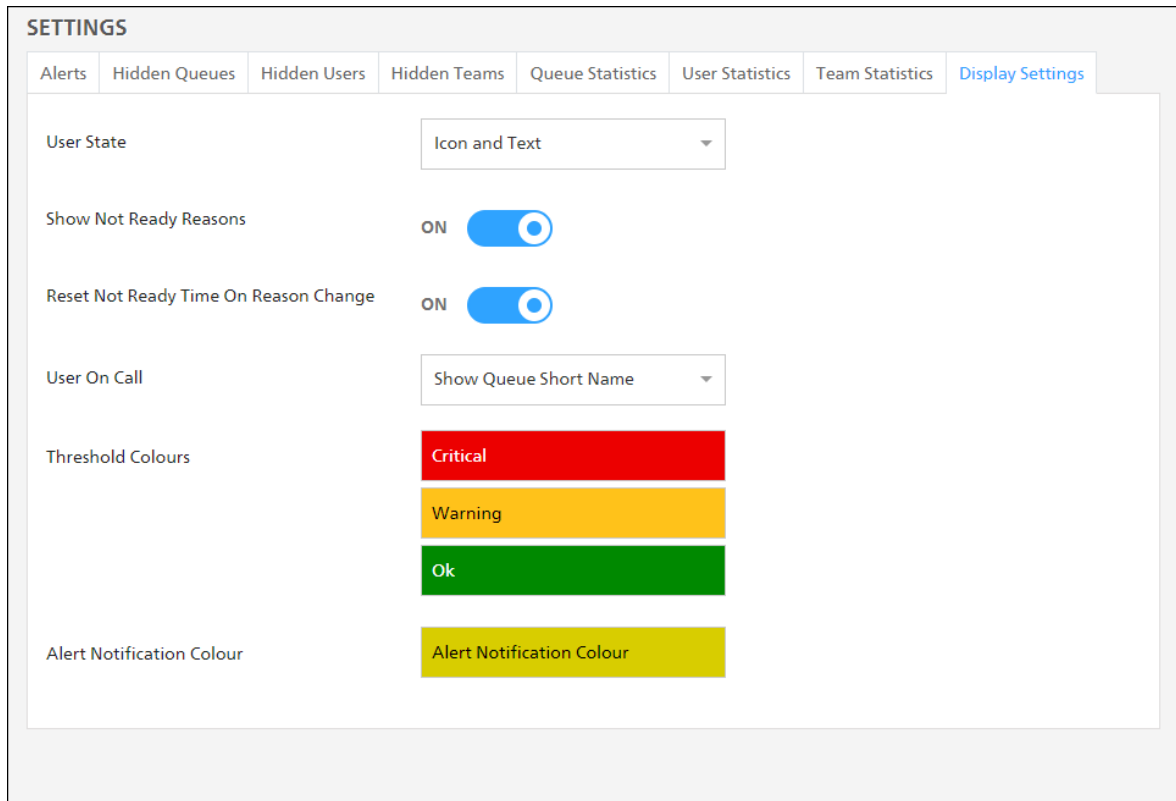 SETTINGS
Alerts Hidden Queues Hidden Users Hidden Teams Queue Statistics User Statistics Team Statistics Display Settings
User State Icon and Text
Show Not Ready Reasons ON
Reset Not Ready Time On Reason Change ON
User On Call Show Queue Short Name
Threshold Colours Critical
Warning
Ok
Alert Notification Colour Alert Notification Colour